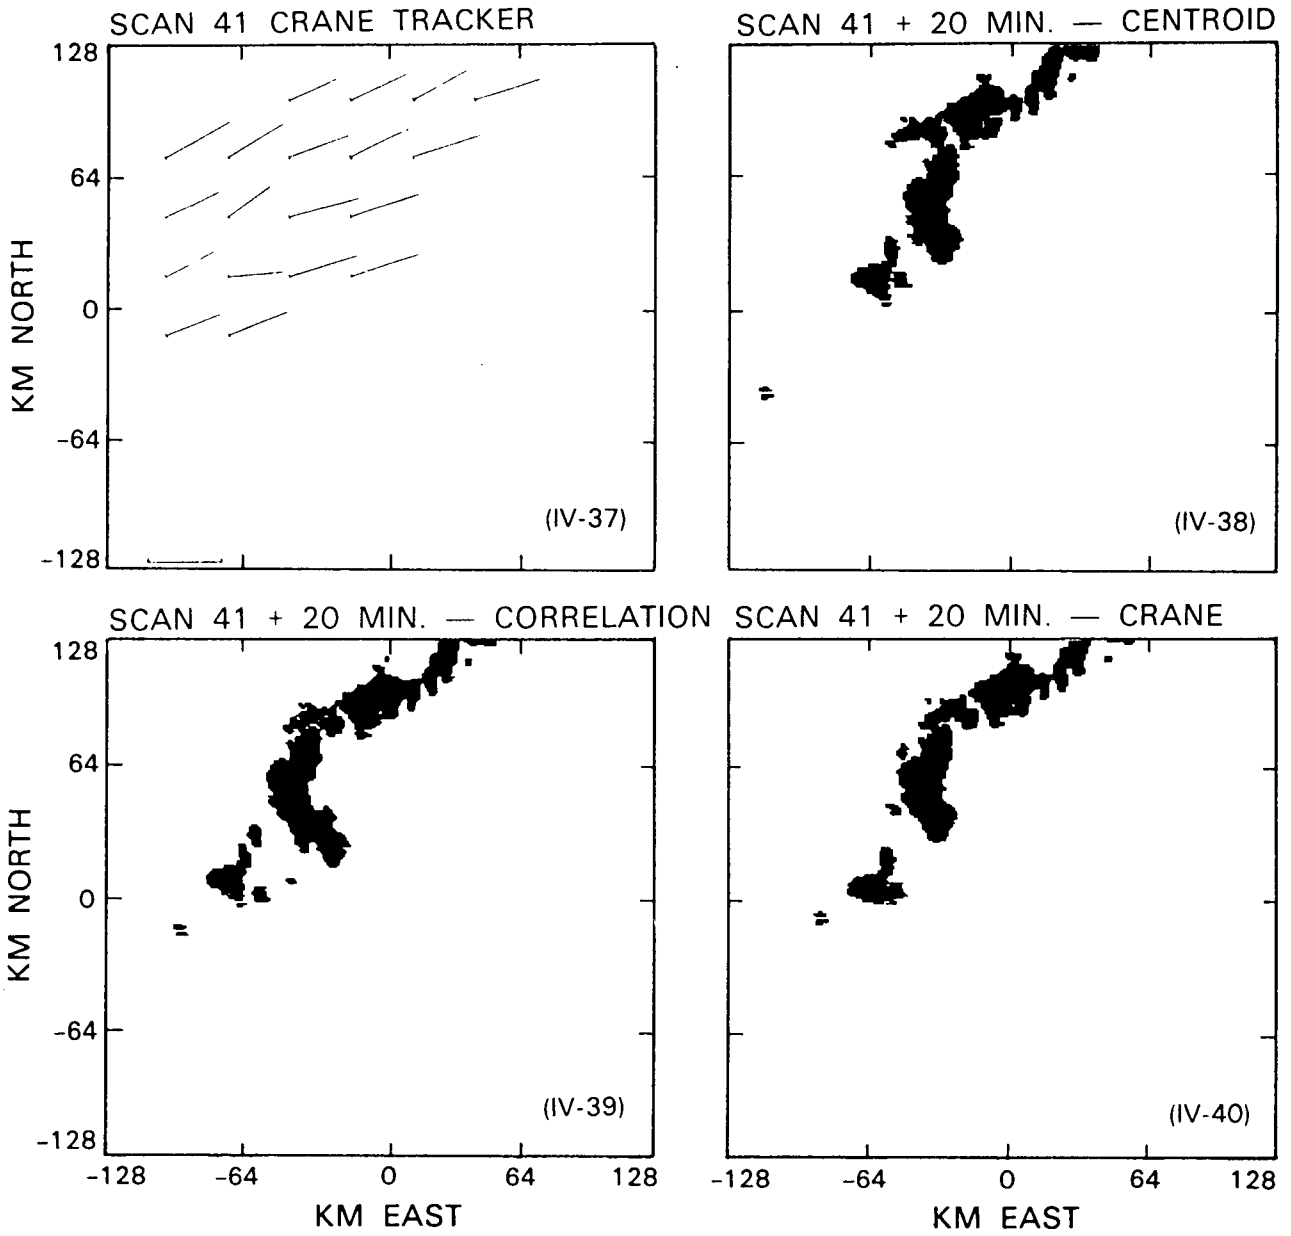 SCAN 41 CRANE TRACKER
128
64
0
-64
-128
KM NORTH
(IV-37)
SCAN 41 + 20 MIN. — CENTROID
(IV-38)
SCAN 41 + 20 MIN. — CORRELATION
128
64
0
-64
-128
KM NORTH
(IV-39)
-128 -64 0 64 128
KM EAST
SCAN 41 + 20 MIN. — CRANE
(IV-40)
-128 -64 0 64 128
KM EAST